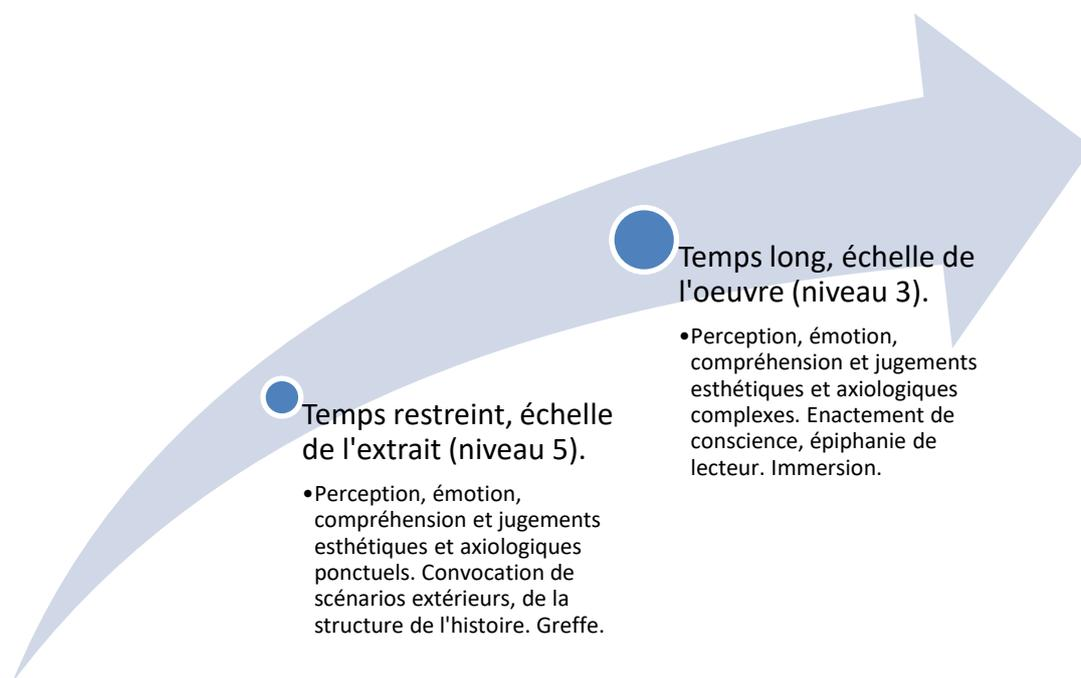 Temps long, échelle de
l'oeuvre (niveau 3).
•Perception, émotion,
compréhension et jugements
esthétiques et axiologiques
complexes. Enactement de
conscience, épiphanie de
lecteur. Immersion.
Temps restreint, échelle
de l'extrait (niveau 5).
•Perception, émotion,
compréhension et jugements
esthétiques et axiologiques
ponctuels. Convocation de
scénarios extérieurs, de la
structure de l'histoire. Greffe.